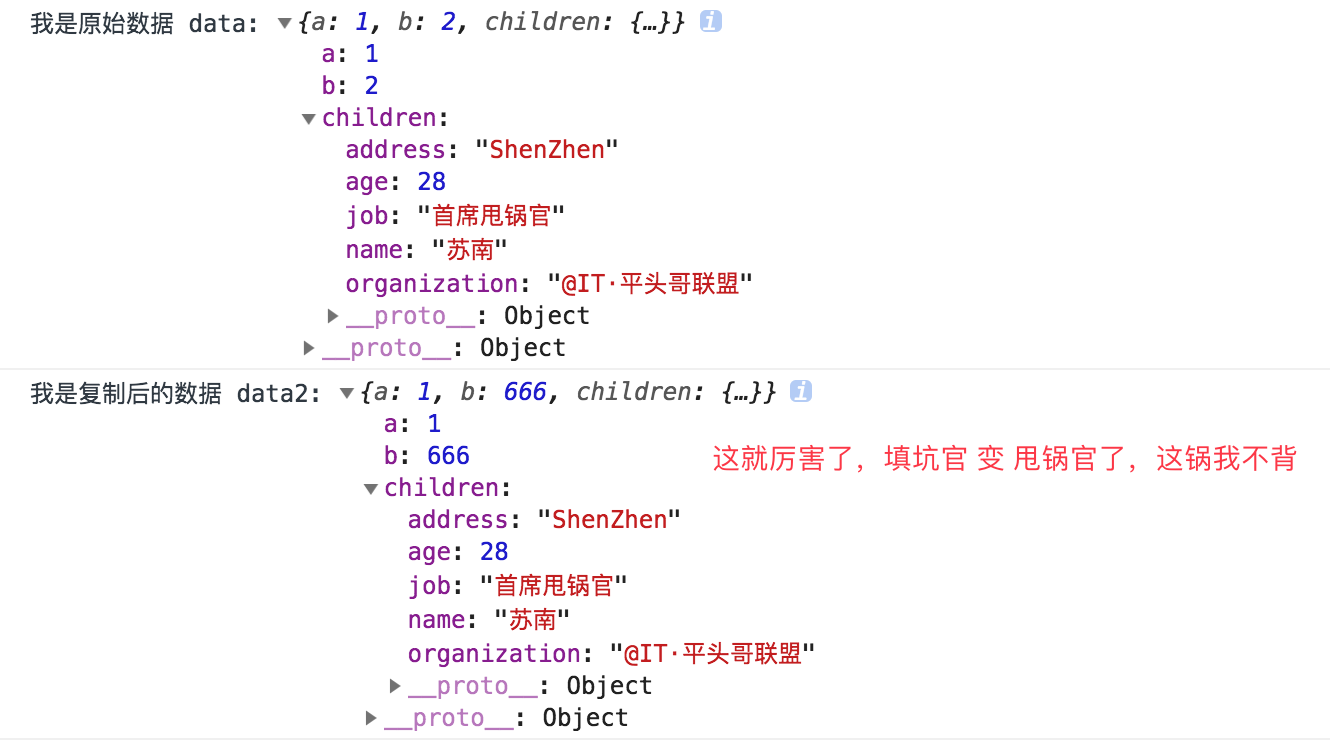 我是原始数据 data: ▼{a: 1, b: 2, children: {…}} i
a: 1
b: 2
▼children:
address: "ShenZhen"
age: 28
job: "首席甩锅官"
name: "苏南"
organization: "@IT·平头哥联盟"
▶__proto__: Object
▶__proto__: Object
我是复制后的数据 data2: ▼{a: 1, b: 666, children: {…}} i
a: 1
b: 666 这就厉害了，填坑官 变 甩锅官了，这锅我不背
▼children:
address: "ShenZhen"
age: 28
job: "首席甩锅官"
name: "苏南"
organization: "@IT·平头哥联盟"
▶__proto__: Object
▶__proto__: Object